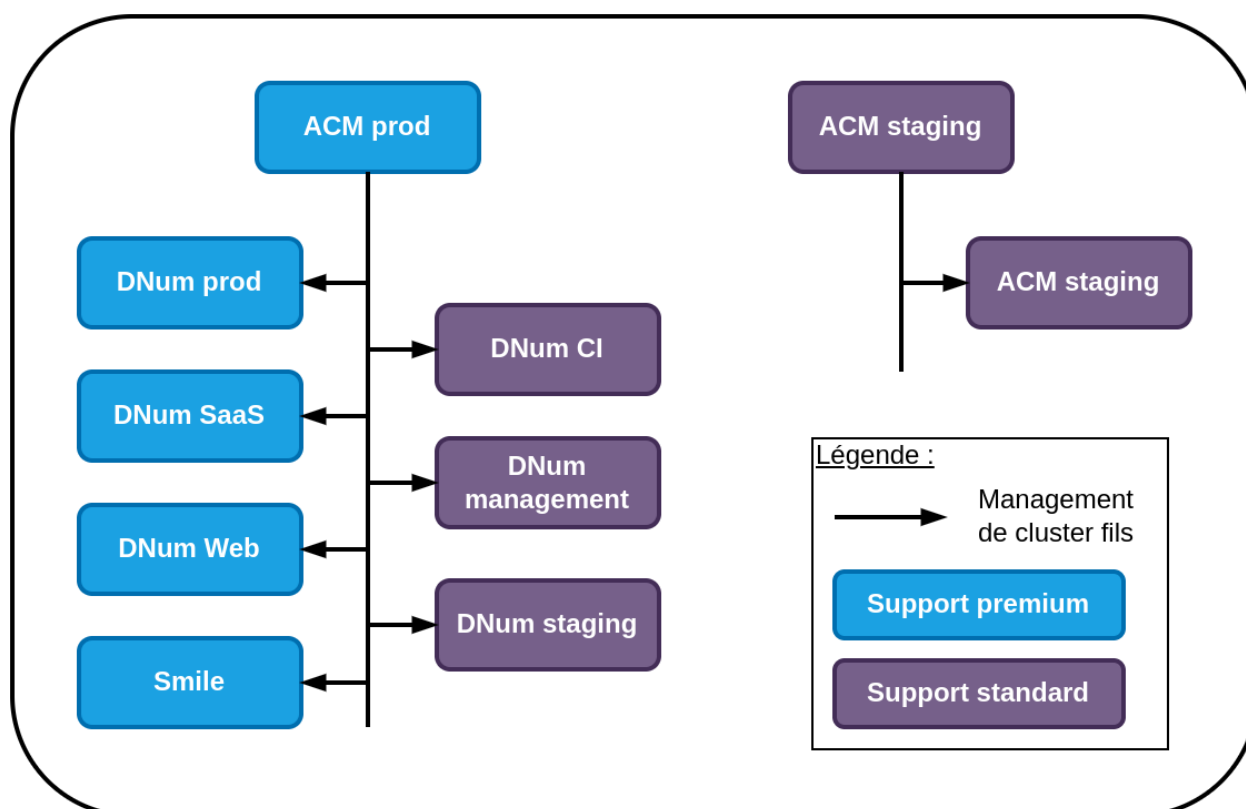 ACM prod
ACM staging
DNum prod
ACM staging
DNum CI
DNum SaaS
DNum
management
DNum Web
DNum staging
Smile
Légende :
Management
de cluster fils
Support premium
Support standard